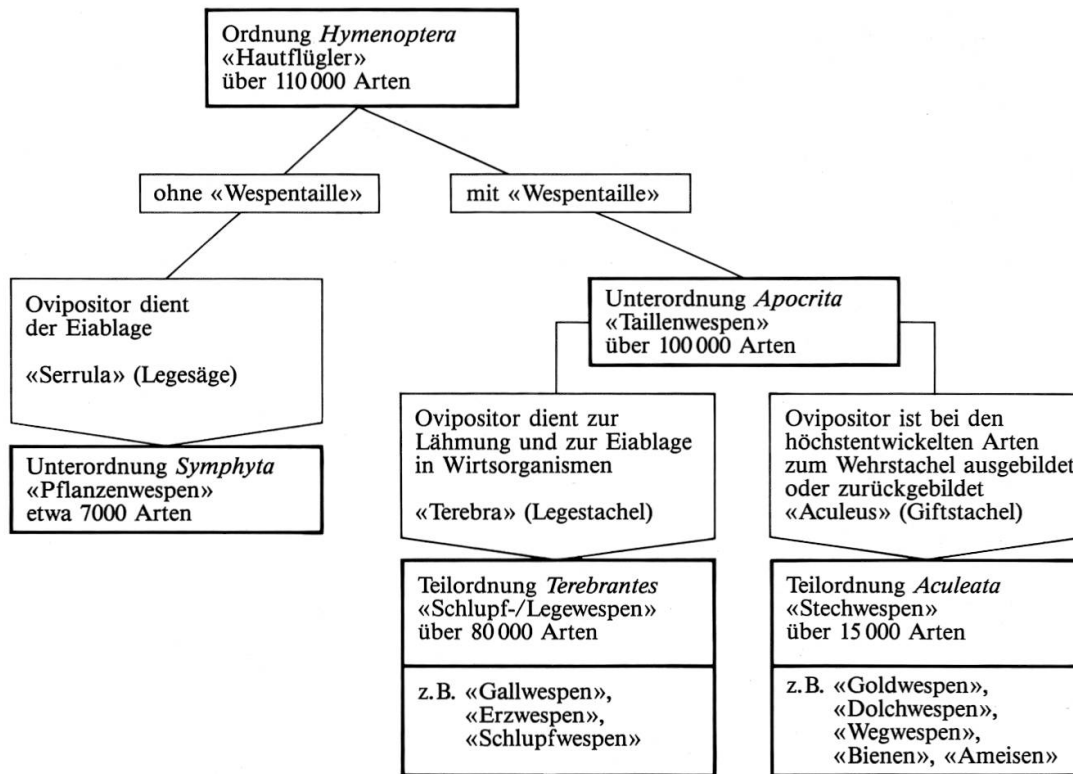 Ordnung Hymenoptera
«Hautflügler»
über 110 000 Arten
ohne «Wespentaille»
mit «Wespentaille»
Ovipositor dient
der Eiablage
«Serrula» (Legesäge)
Unterordnung Symphyta
«Pflanzenwespen»
etwa 7000 Arten
Unterordnung Apocrita
«Taillenwespen»
über 100 000 Arten
Ovipositor dient zur
Lähmung und zur Eiablage
in Wirtsorganismen
«Terebra» (Legestachel)
Teilordnung Terebrantes
«Schlupf-/Legewespen»
über 80 000 Arten
z.B. «Gallwespen»,
«Erzwespen»,
«Schlupfwespen»
Ovipositor ist bei den
höchstentwickelten Arten
zum Wehrstachel ausgebildet
oder zurückgebildet
«Aculeus» (Giftstachel)
Teilordnung Aculeata
«Stechwespen»
über 15 000 Arten
z.B. «Goldwespen»,
«Dolchwespen»,
«Wegwespen»,
«Bienen», «Ameisen»